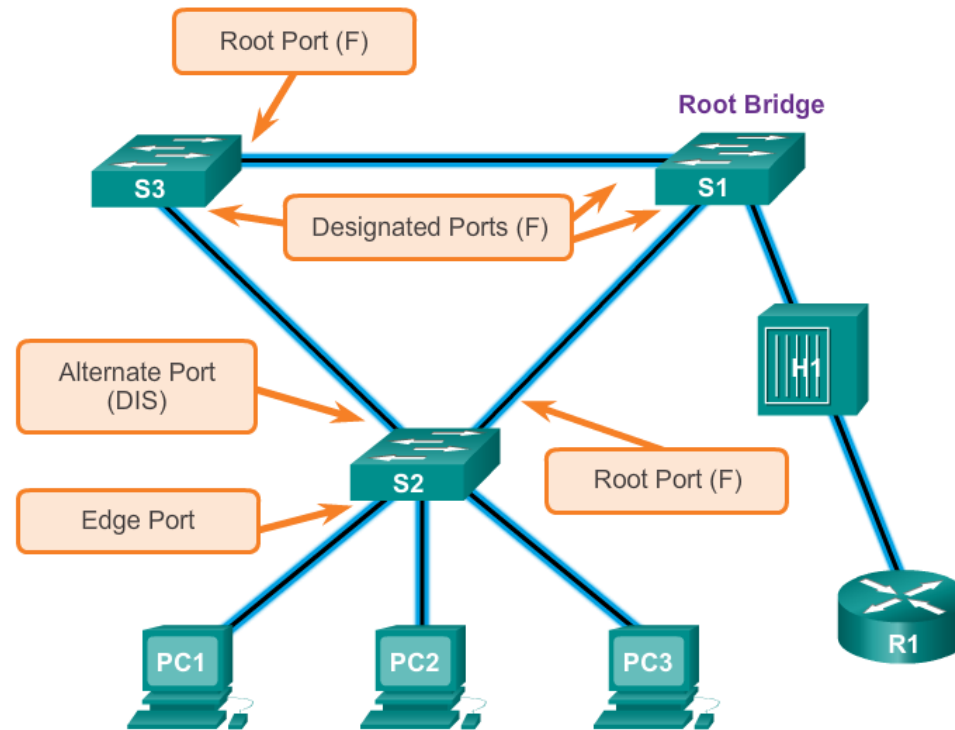 Root Port (F)
Root Bridge
S3
S1
Designated Ports (F)
H1
Alternate Port
(DIS)
S2
Root Port (F)
Edge Port
R1
PC1
PC2
PC3